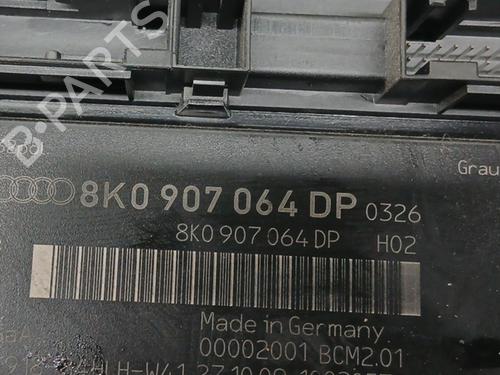 B-PARTS
Grau
8K0 907 064 DP 0326
8K0 907 064 DP H02
Made in Germany
00002001 BCM2.01